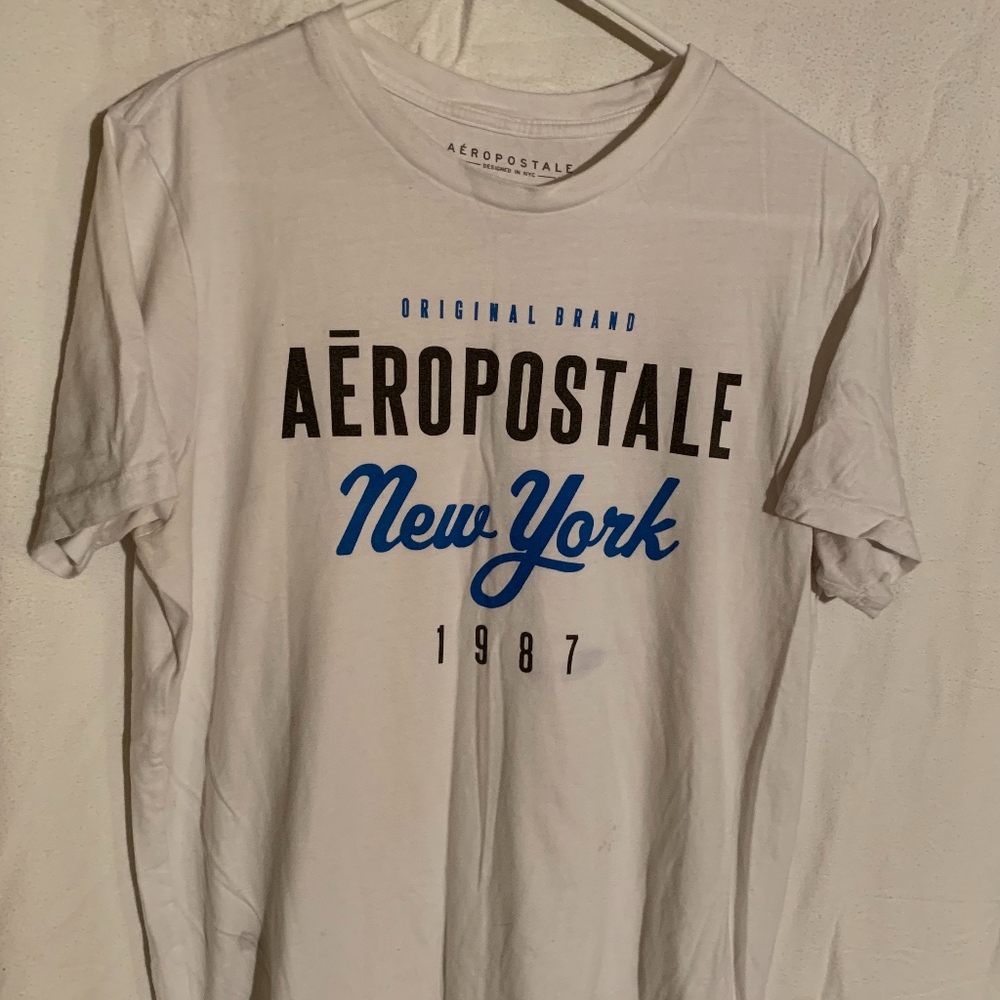 AÉROPOSTALE
DESIGNED IN NYC
ORIGINAL BRAND
AĒROPOSTALE
New York
1987